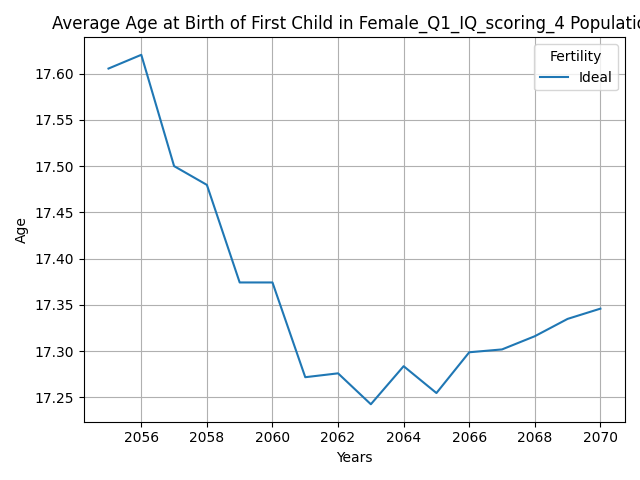 Average Age at Birth of First Child in Female_Q1_IQ_scoring_4 Populatio
Fertility
Ideal
17.60
17.55
17.50
17.45
17.40
17.35
17.30
17.25
Age
2056 2058 2060 2062 2064 2066 2068 2070
Years